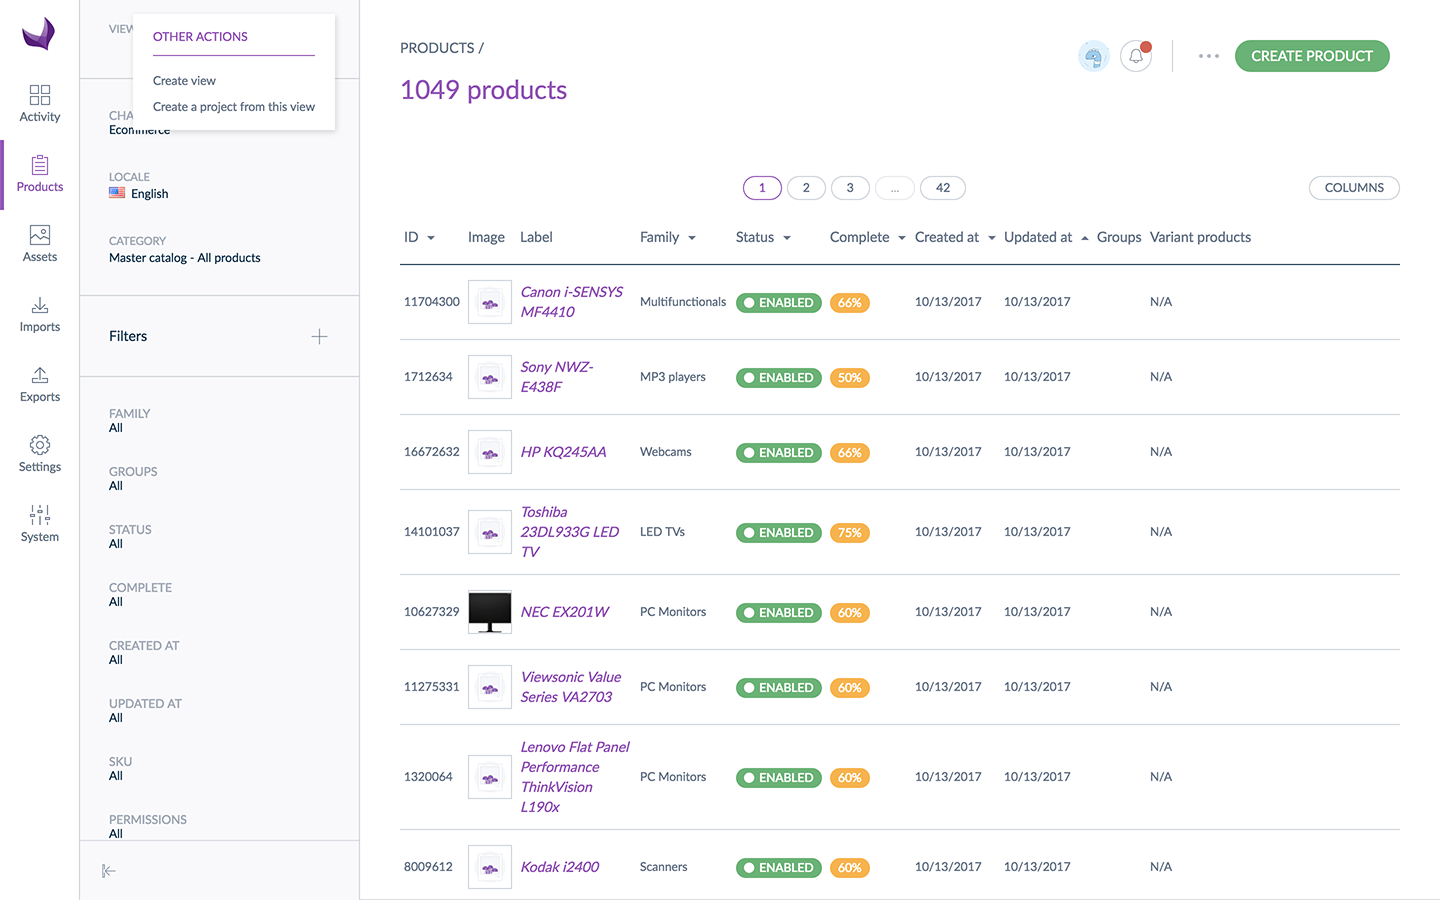 Activity
Products
Assets
Imports
Exports
Settings
System
VIEW
OTHER ACTIONS
Create view
Create a project from this view
CHA
Ecommerce
LOCALE
English
CATEGORY
Master catalog - All products
Filters
FAMILY
All
GROUPS
All
STATUS
All
COMPLETE
All
CREATED AT
All
UPDATED AT
All
SKU
All
PERMISSIONS
All
PRODUCTS /
1049 products
CREATE PRODUCT
1 2 3 ... 42
COLUMNS
ID Image Label Family Status Complete Created at Updated at Groups Variant products
11704300 Canon i-SENSYS MF4410 Multifunctionals ENABLED 66% 10/13/2017 10/13/2017 N/A
1712634 Sony NWZ-E438F MP3 players ENABLED 50% 10/13/2017 10/13/2017 N/A
16672632 HP KQ245AA Webcams ENABLED 66% 10/13/2017 10/13/2017 N/A
14101037 Toshiba 23DL933G LED TV LED TVs ENABLED 75% 10/13/2017 10/13/2017 N/A
10627329 NEC EX201W PC Monitors ENABLED 60% 10/13/2017 10/13/2017 N/A
11275331 Viewsonic Value Series VA2703 PC Monitors ENABLED 60% 10/13/2017 10/13/2017 N/A
1320064 Lenovo Flat Panel Performance ThinkVision L190x PC Monitors ENABLED 60% 10/13/2017 10/13/2017 N/A
8009612 Kodak i2400 Scanners ENABLED 60% 10/13/2017 10/13/2017 N/A